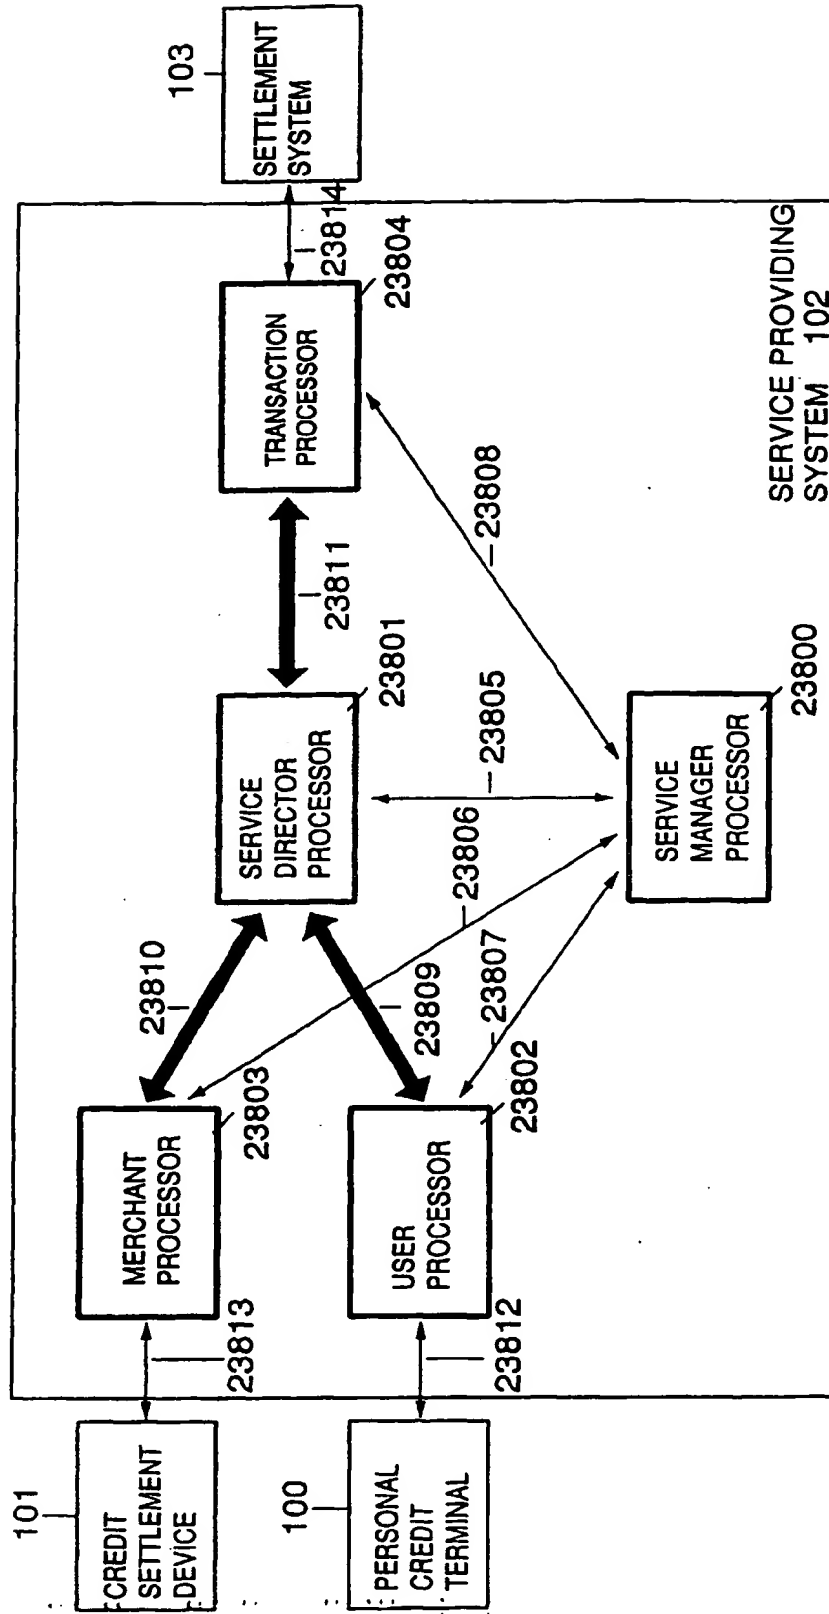 101
CREDIT
SETTLEMENT
DEVICE
23813
MERCHANT
PROCESSOR
23803
23810
100
PERSONAL
CREDIT
TERMINAL
23812
USER
PROCESSOR
23802
23809
23807
23806
SERVICE
DIRECTOR
PROCESSOR
23801
23805
SERVICE
MANAGER
PROCESSOR
23800
23811
23808
TRANSACTION
PROCESSOR
23804
23814
103
SETTLEMENT
SYSTEM
SERVICE PROVIDING
SYSTEM 102